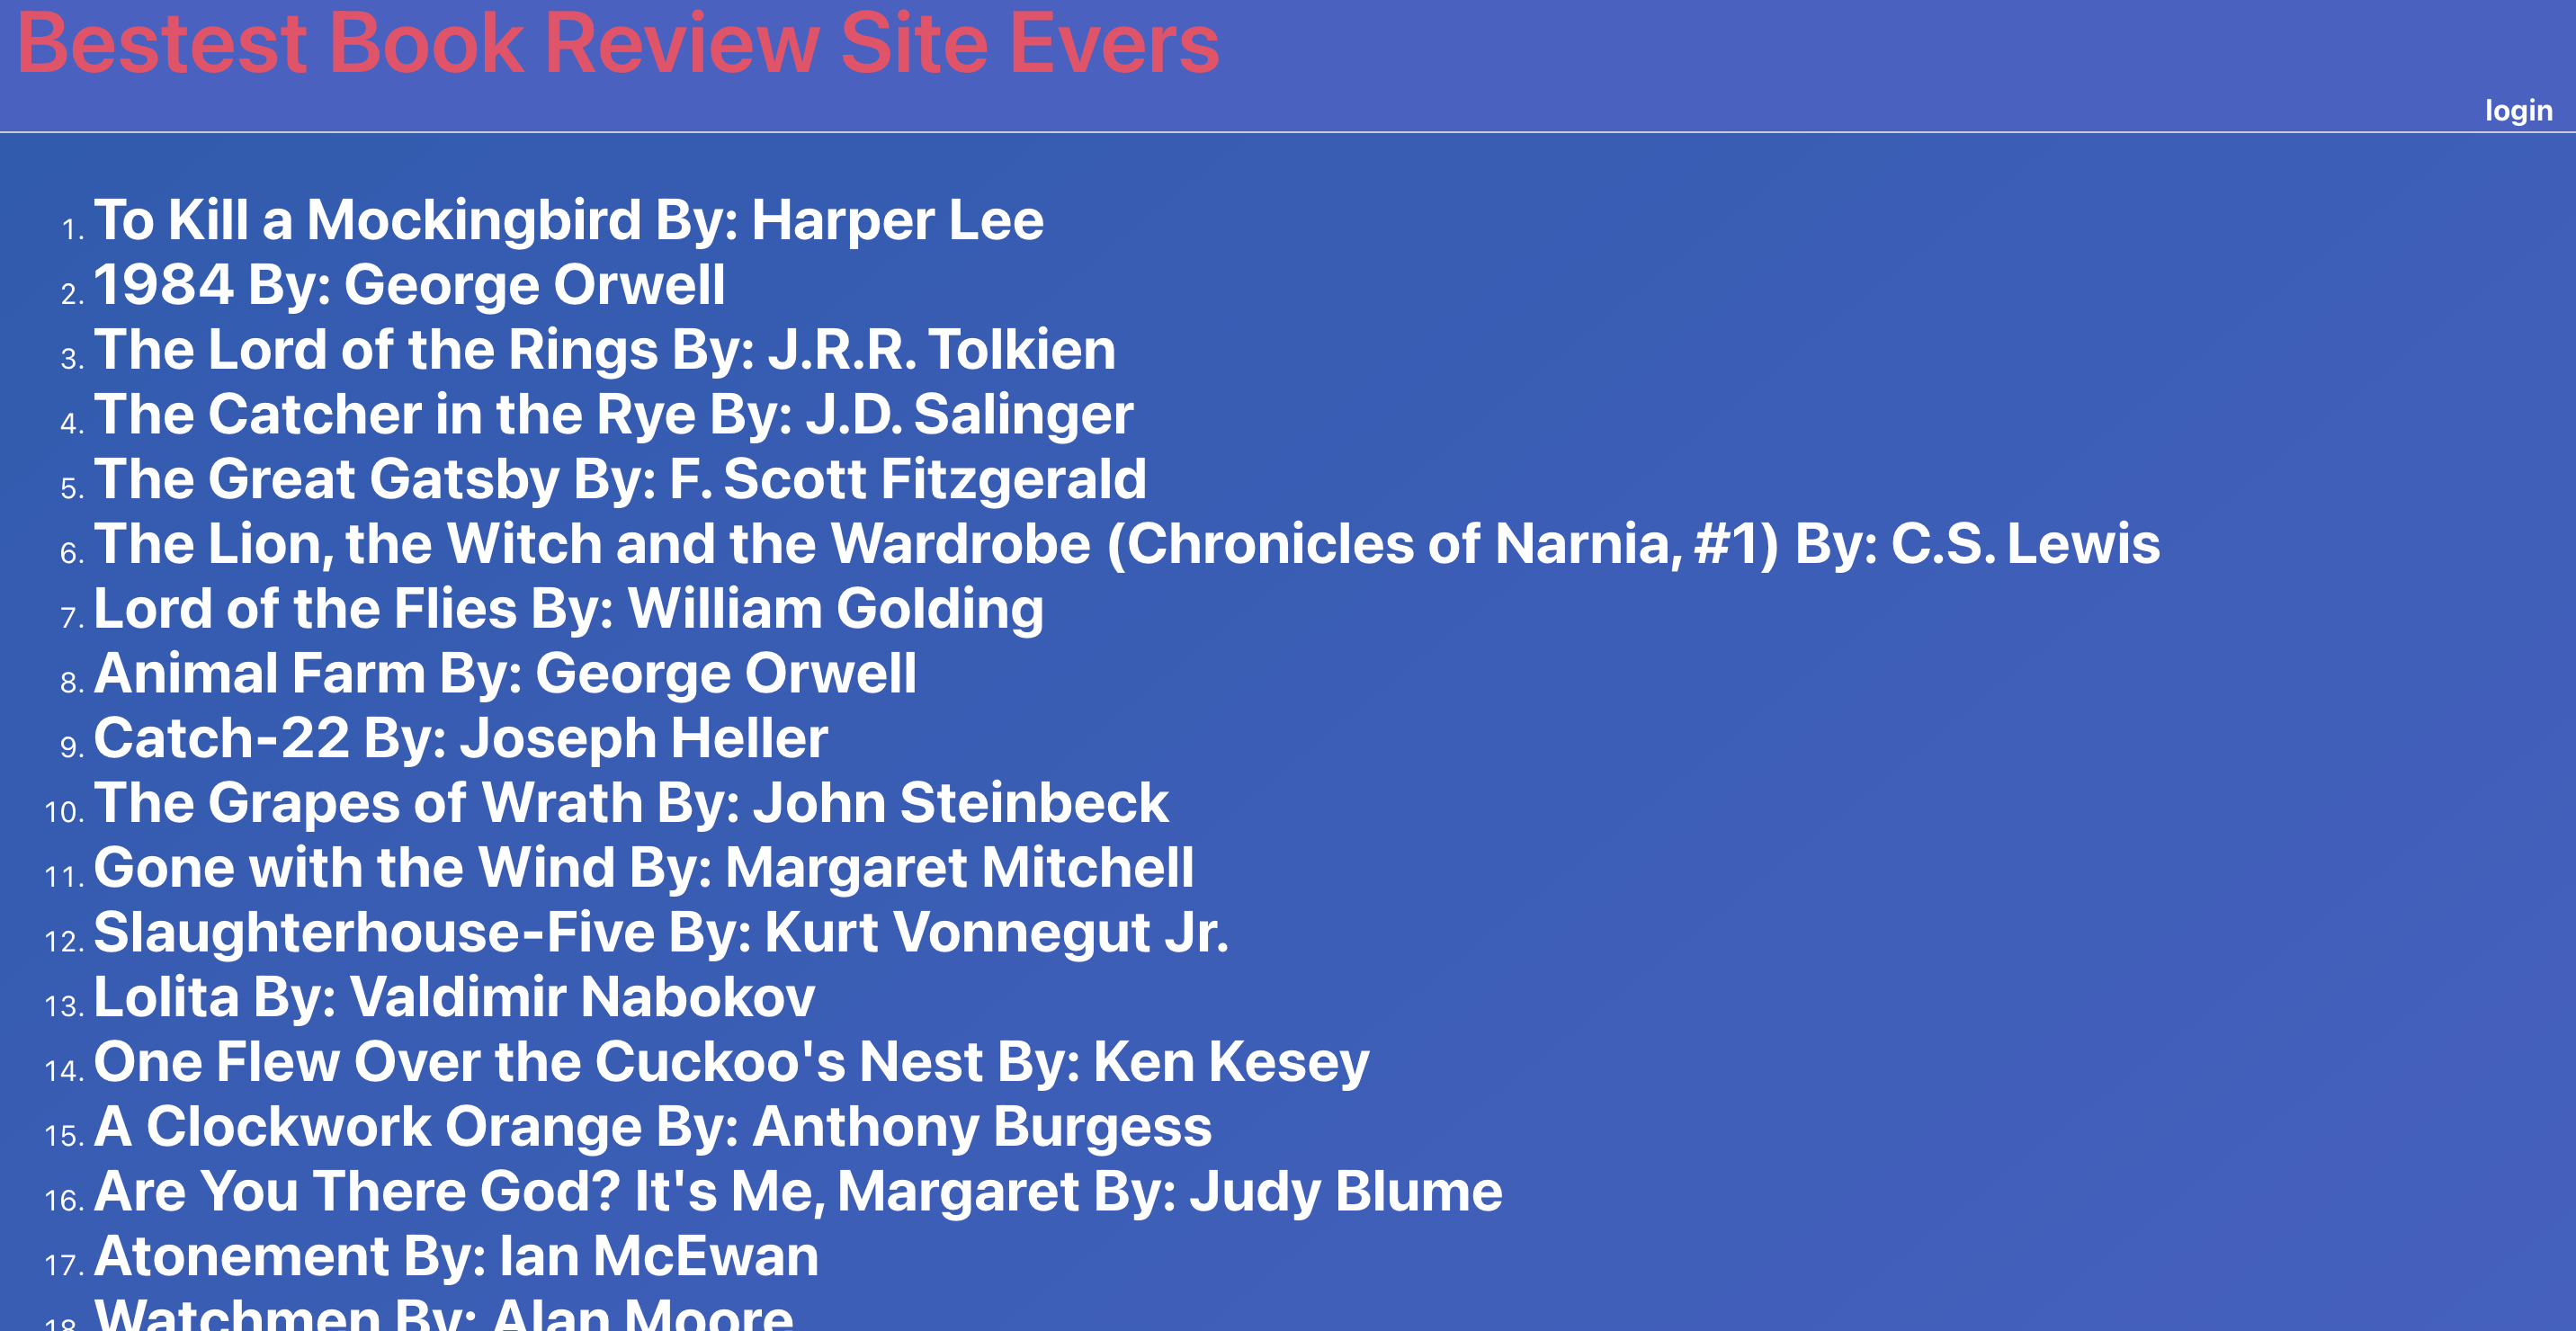 Bestest Book Review Site Evers
login
1. To Kill a Mockingbird By: Harper Lee
2. 1984 By: George Orwell
3. The Lord of the Rings By: J.R.R. Tolkien
4. The Catcher in the Rye By: J.D. Salinger
5. The Great Gatsby By: F. Scott Fitzgerald
6. The Lion, the Witch and the Wardrobe (Chronicles of Narnia, #1) By: C.S. Lewis
7. Lord of the Flies By: William Golding
8. Animal Farm By: George Orwell
9. Catch-22 By: Joseph Heller
10. The Grapes of Wrath By: John Steinbeck
11. Gone with the Wind By: Margaret Mitchell
12. Slaughterhouse-Five By: Kurt Vonnegut Jr.
13. Lolita By: Valdimir Nabokov
14. One Flew Over the Cuckoo's Nest By: Ken Kesey
15. A Clockwork Orange By: Anthony Burgess
16. Are You There God? It's Me, Margaret By: Judy Blume
17. Atonement By: Ian McEwan
18. Watchmen By: Alan Moore